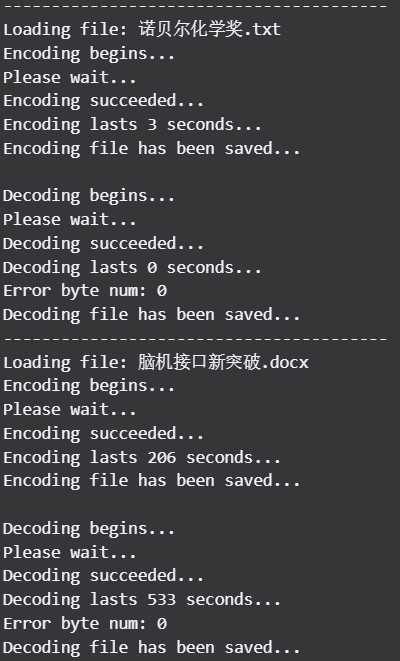 ----------------------------------------
Loading file: 诺贝尔化学奖.txt
Encoding begins...
Please wait...
Encoding succeeded...
Encoding lasts 3 seconds...
Encoding file has been saved...

Decoding begins...
Please wait...
Decoding succeeded...
Decoding lasts 0 seconds...
Error byte num: 0
Decoding file has been saved...
----------------------------------------
Loading file: 脑机接口新突破.docx
Encoding begins...
Please wait...
Encoding succeeded...
Encoding lasts 206 seconds...
Encoding file has been saved...

Decoding begins...
Please wait...
Decoding succeeded...
Decoding lasts 533 seconds...
Error byte num: 0
Decoding file has been saved...